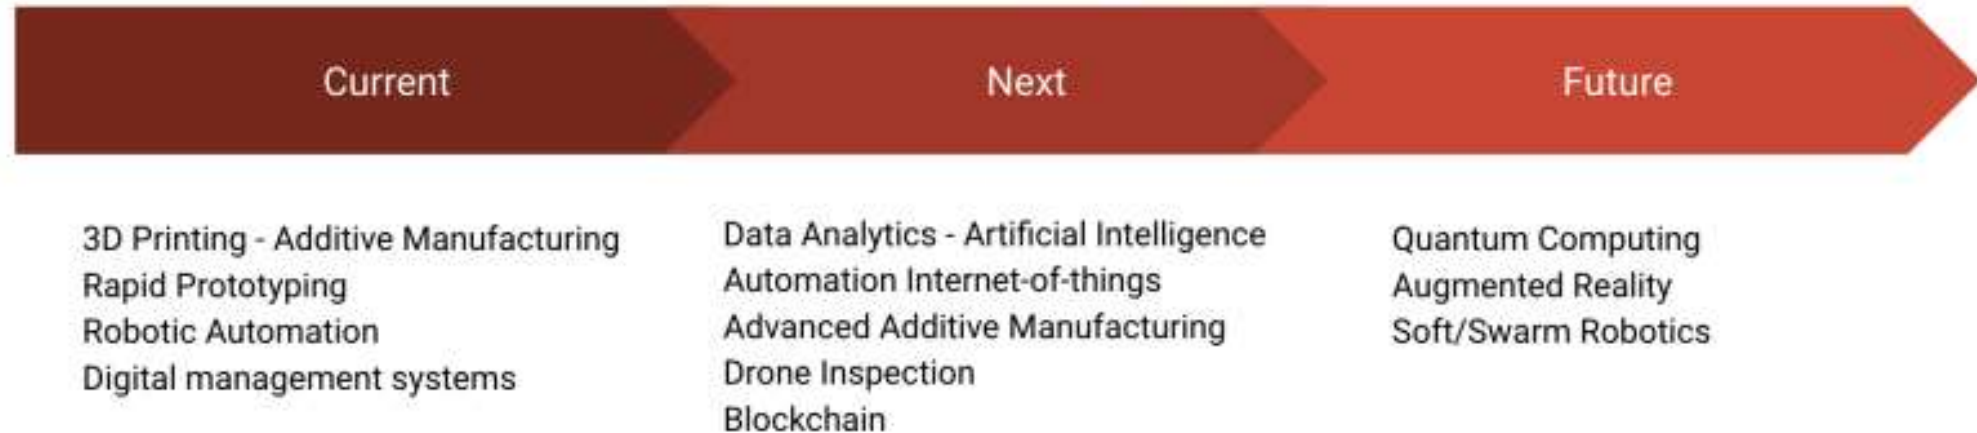 Current
Next
Future
3D Printing - Additive Manufacturing
Rapid Prototyping
Robotic Automation
Digital management systems
Data Analytics - Artificial Intelligence
Automation Internet-of-things
Advanced Additive Manufacturing
Drone Inspection
Blockchain
Quantum Computing
Augmented Reality
Soft/Swarm Robotics